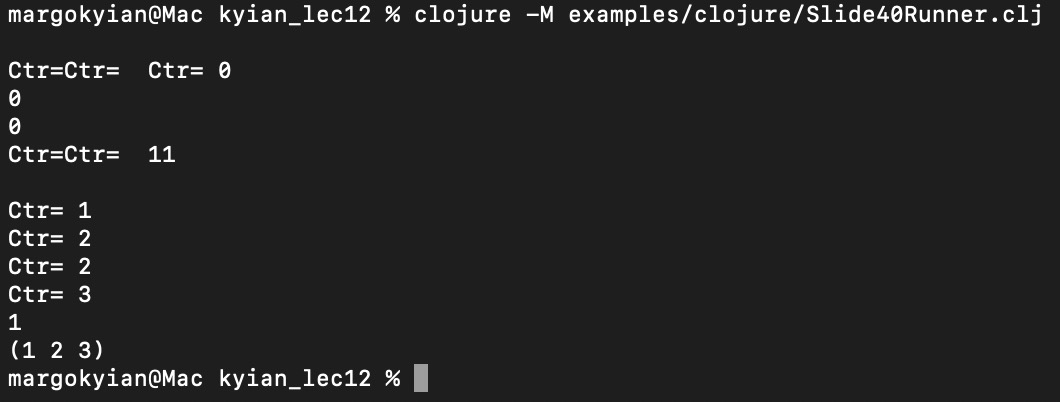 margokyian@Mac kyian_lec12 % clojure -M examples/clojure/Slide40Runner.clj
Ctr=Ctr=  Ctr= 0
0
0
Ctr=Ctr=  11
Ctr= 1
Ctr= 2
Ctr= 2
Ctr= 3
1
(1 2 3)
margokyian@Mac kyian_lec12 %